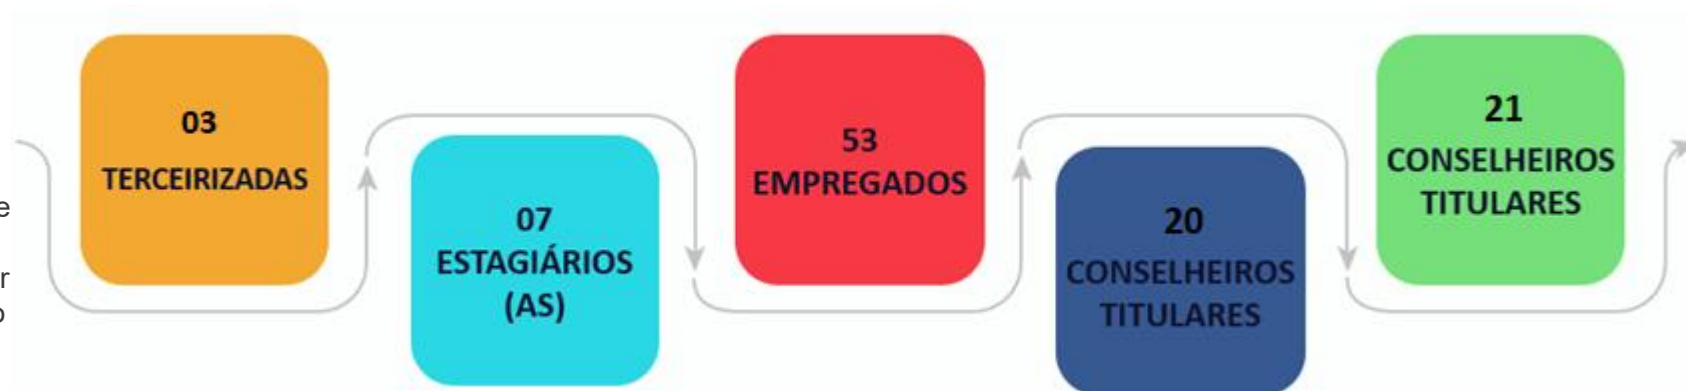 03
TERCEIRIZADAS
07
ESTAGIÁRIOS
(AS)
53
EMPREGADOS
20
CONSELHEIROS
TITULARES
21
CONSELHEIROS
TITULARES
e
r
o